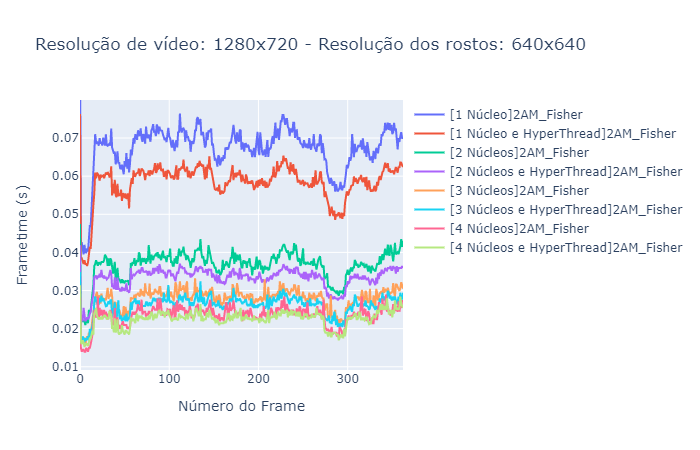 Resolução de vídeo: 1280x720 - Resolução dos rostos: 640x640
0.07
0.06
0.05
0.04
0.03
0.02
0.01
Frametime (s)
0
100
200
300
Número do Frame
[1 Núcleo]2AM_Fisher
[1 Núcleo e HyperThread]2AM_Fisher
[2 Núcleos]2AM_Fisher
[2 Núcleos e HyperThread]2AM_Fisher
[3 Núcleos]2AM_Fisher
[3 Núcleos e HyperThread]2AM_Fisher
[4 Núcleos]2AM_Fisher
[4 Núcleos e HyperThread]2AM_Fisher